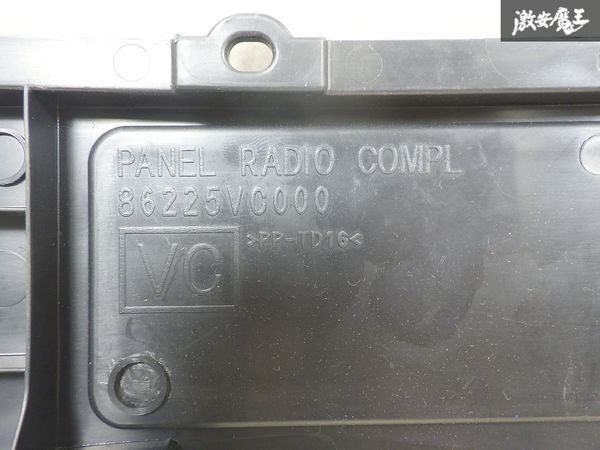 激安魔王
PANEL RADIO COMPL
86225VC000
>PP-TD16<
VC